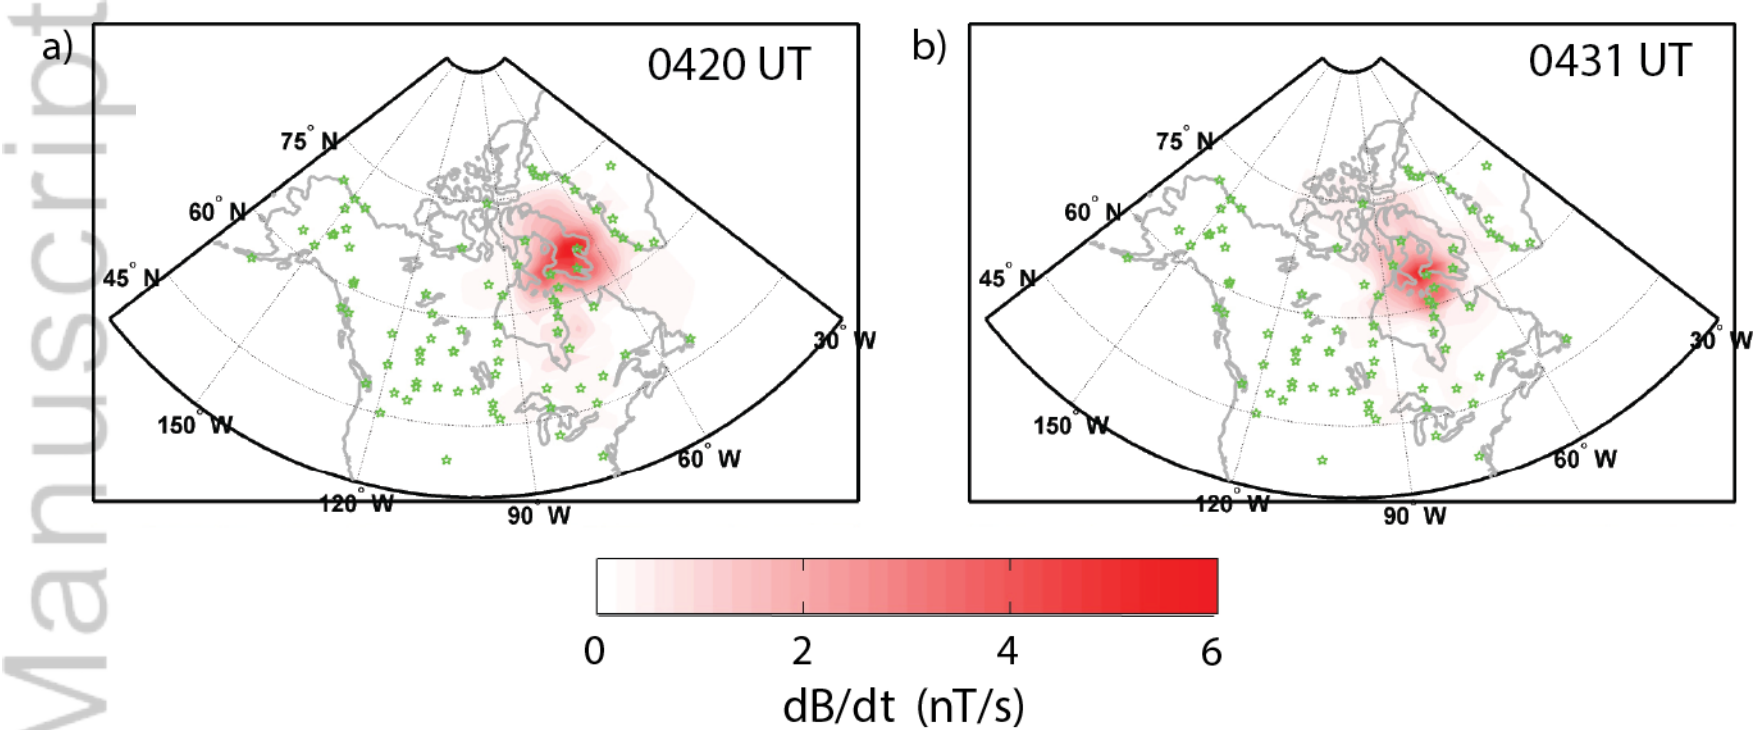 Manuscript
a)
0420 UT
75° N
60° N
45° N
150° W
120° W
90° W
60° W
30° W
b)
0431 UT
75° N
60° N
45° N
150° W
120° W
90° W
60° W
30° W
0 2 4 6
dB/dt (nT/s)